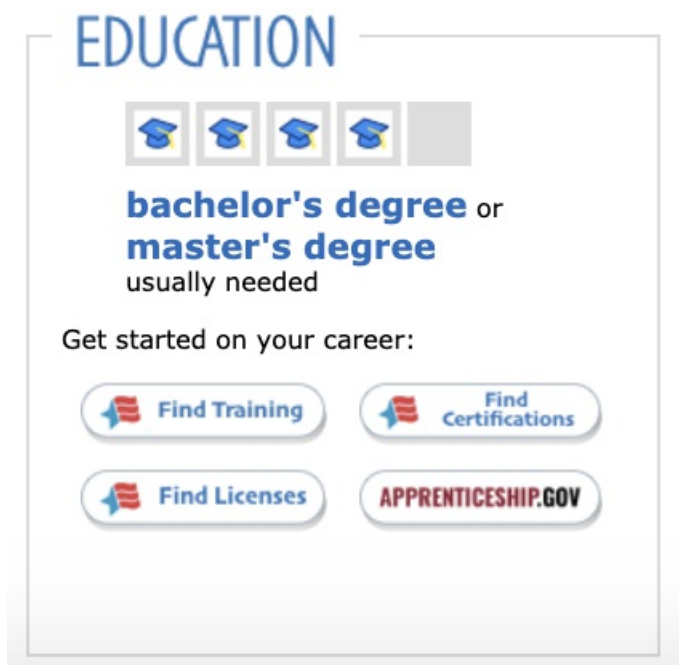 EDUCATION
bachelor's degree or
master's degree
usually needed
Get started on your career:
Find Training
Find
Certifications
Find Licenses
APPRENTICESHIP.GOV